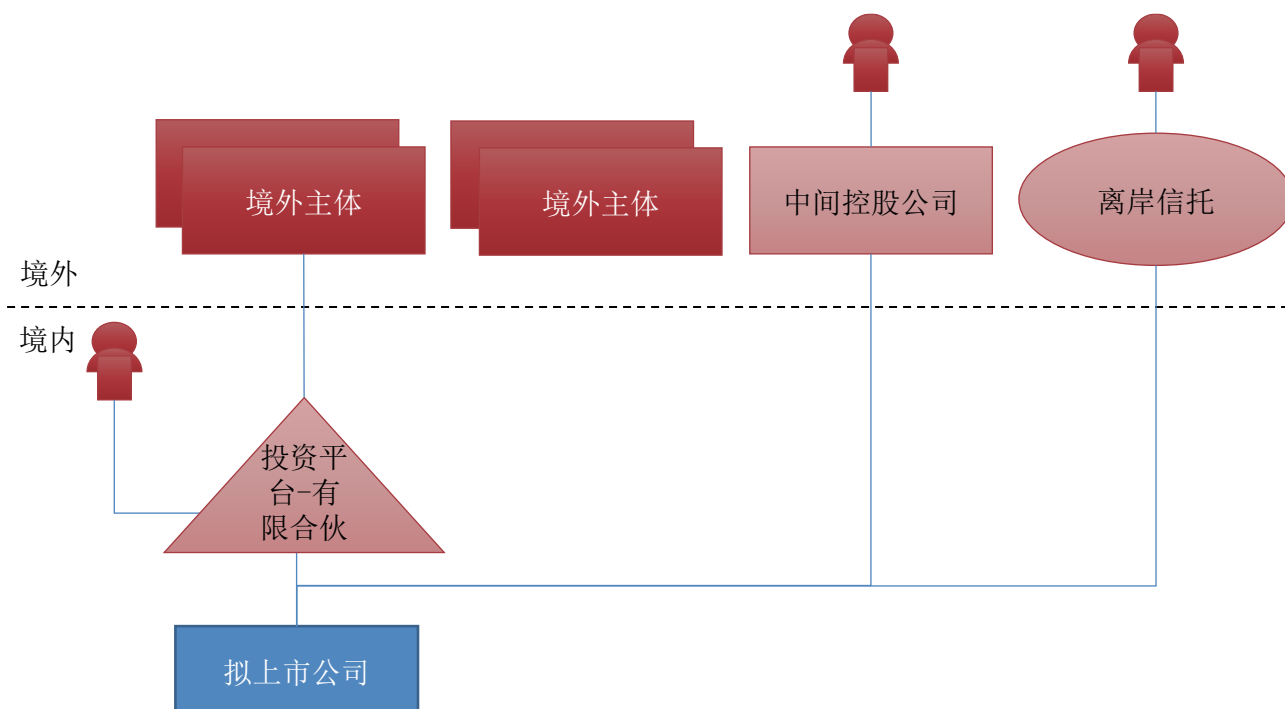 境外主体
境外主体
中间控股公司
离岸信托
境外
境内
投资平
台-有
限合伙
拟上市公司